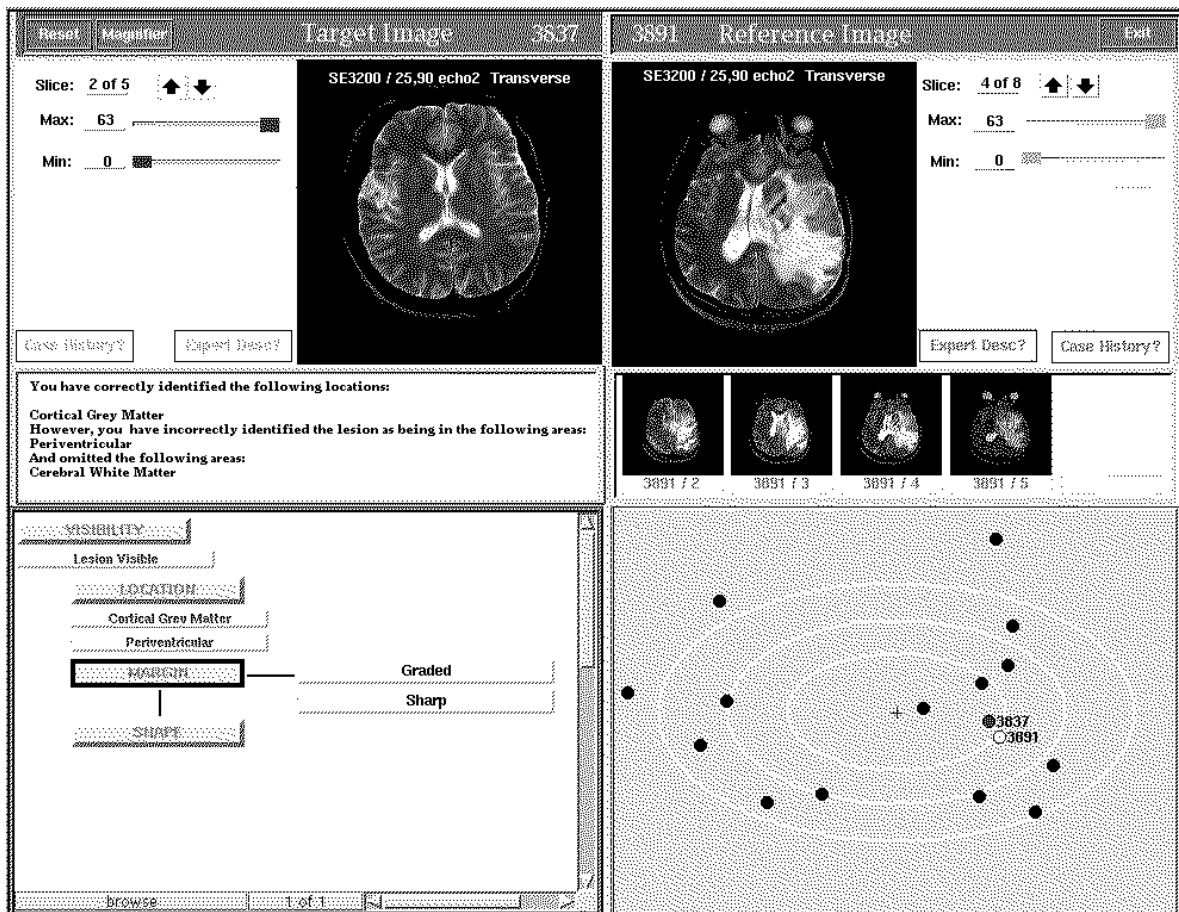 Reset Magnifier Target Image 3837
3891 Reference Image Exit
Slice: 2 of 5
Max: 63
Min: 0
SE3200 / 25,90 echo2 Transverse
SE3200 / 25,90 echo2 Transverse
Slice: 4 of 8
Max: 63
Min: 0
Case History? Expert Desc?
Expert Desc? Case History?
You have correctly identified the following locations:
Cortical Grey Matter
However, you have incorrectly identified the lesion as being in the following areas:
Periventricular
And omitted the following areas:
Cerebral White Matter
3891 / 2 3891 / 3 3891 / 4 3891 / 5
VISIBILITY
Lesion Visible
LOCATION
Cortical Grey Matter
Periventricular
MARGIN Graded
Sharp
SHAPE
3837
3891
browse 1 of 1